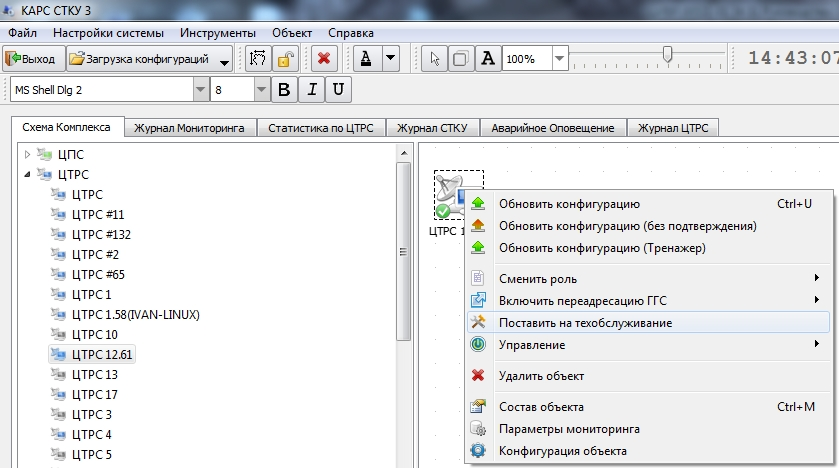 КАРС СТКУ 3
Файл Настройки системы Инструменты Объект Справка
Выход Загрузка конфигураций A A 100% 14:43:07
MS Shell Dlg 2 8 B I U
Схема Комплекса Журнал Мониторинга Статистика по ЦТРС Журнал СТКУ Аварийное Оповещение Журнал ЦТРС
ЦПС
ЦТРС
ЦТРС
ЦТРС #11
ЦТРС #132
ЦТРС #2
ЦТРС #65
ЦТРС 1
ЦТРС 1.58(IVAN-LINUX)
ЦТРС 10
ЦТРС 12.61
ЦТРС 13
ЦТРС 17
ЦТРС 3
ЦТРС 4
ЦТРС 5
ЦТРС 1
Обновить конфигурацию Ctrl+U
Обновить конфигурацию (без подтверждения)
Обновить конфигурацию (Тренажер)
Сменить роль
Включить переадресацию ГГС
Поставить на техобслуживание
Управление
Удалить объект
Состав объекта Ctrl+M
Параметры мониторинга
Конфигурация объекта